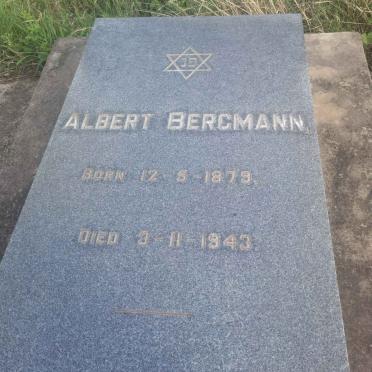 ALBERT BERGMANN.
BORN 12-5-1879.
DIED 3-11-1943